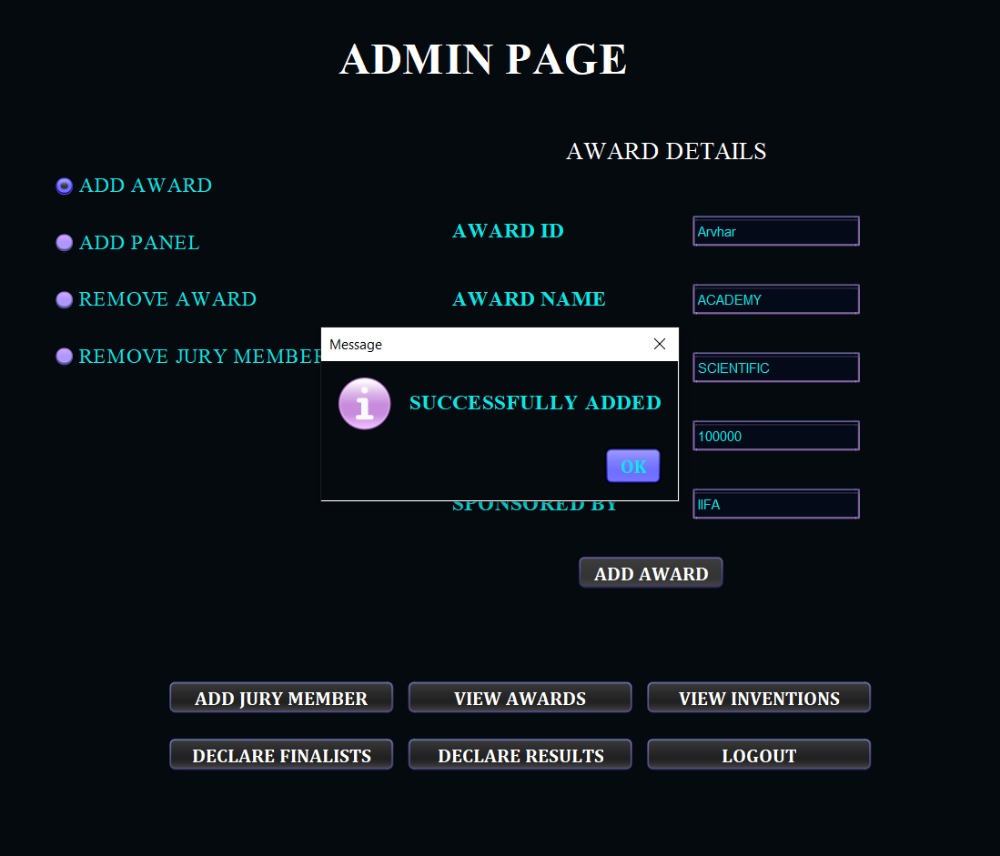 ADMIN PAGE
AWARD DETAILS
ADD AWARD
ADD PANEL
REMOVE AWARD
REMOVE JURY MEMBER
AWARD ID
Arvhar
AWARD NAME
ACADEMY
SCIENTIFIC
100000
SPONSORED BY
IIFA
Message
SUCCESSFULLY ADDED
OK
ADD AWARD
ADD JURY MEMBER
VIEW AWARDS
VIEW INVENTIONS
DECLARE FINALISTS
DECLARE RESULTS
LOGOUT